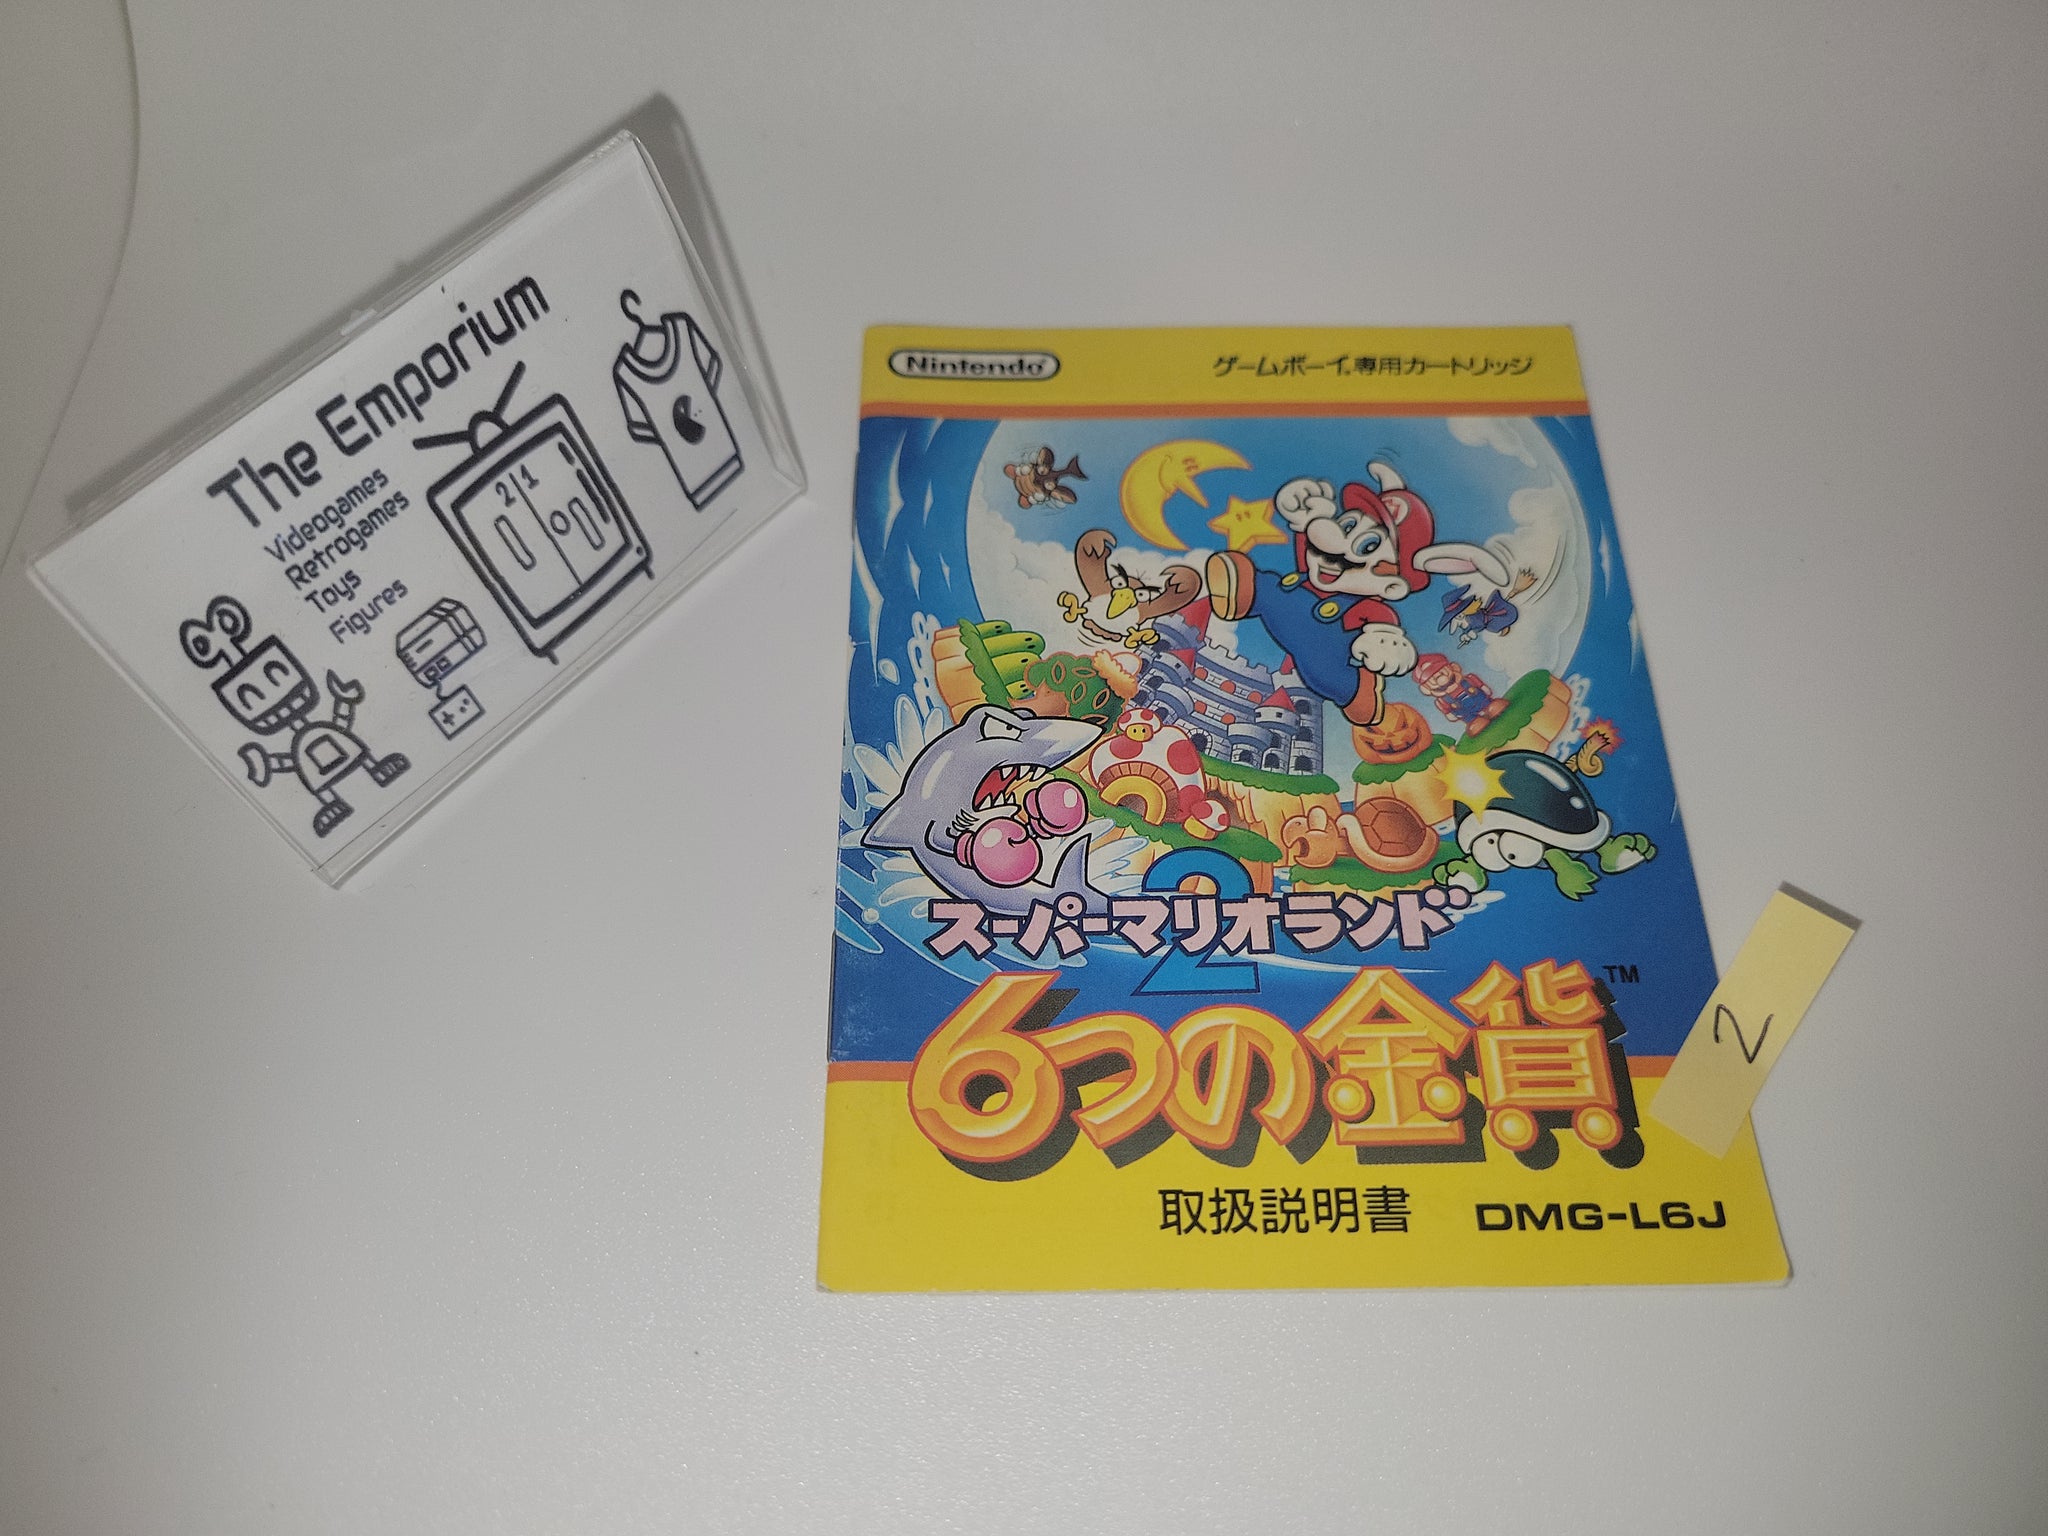 The Emporium
Videogames
Retrogames
Toys
Figures
2 1
Nintendo
ゲームボーイ®専用カートリッジ
M
スーパーマリオランド2
6つの金貨™
取扱説明書 DMG-L6J
2